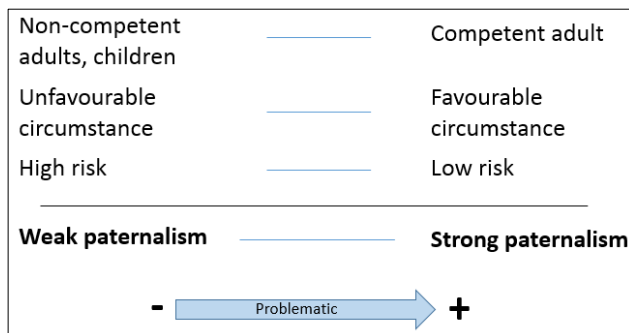 Non-competent
adults, children
Competent adult
Unfavourable
circumstance
Favourable
circumstance
High risk
Low risk
Weak paternalism
Strong paternalism
- Problematic +